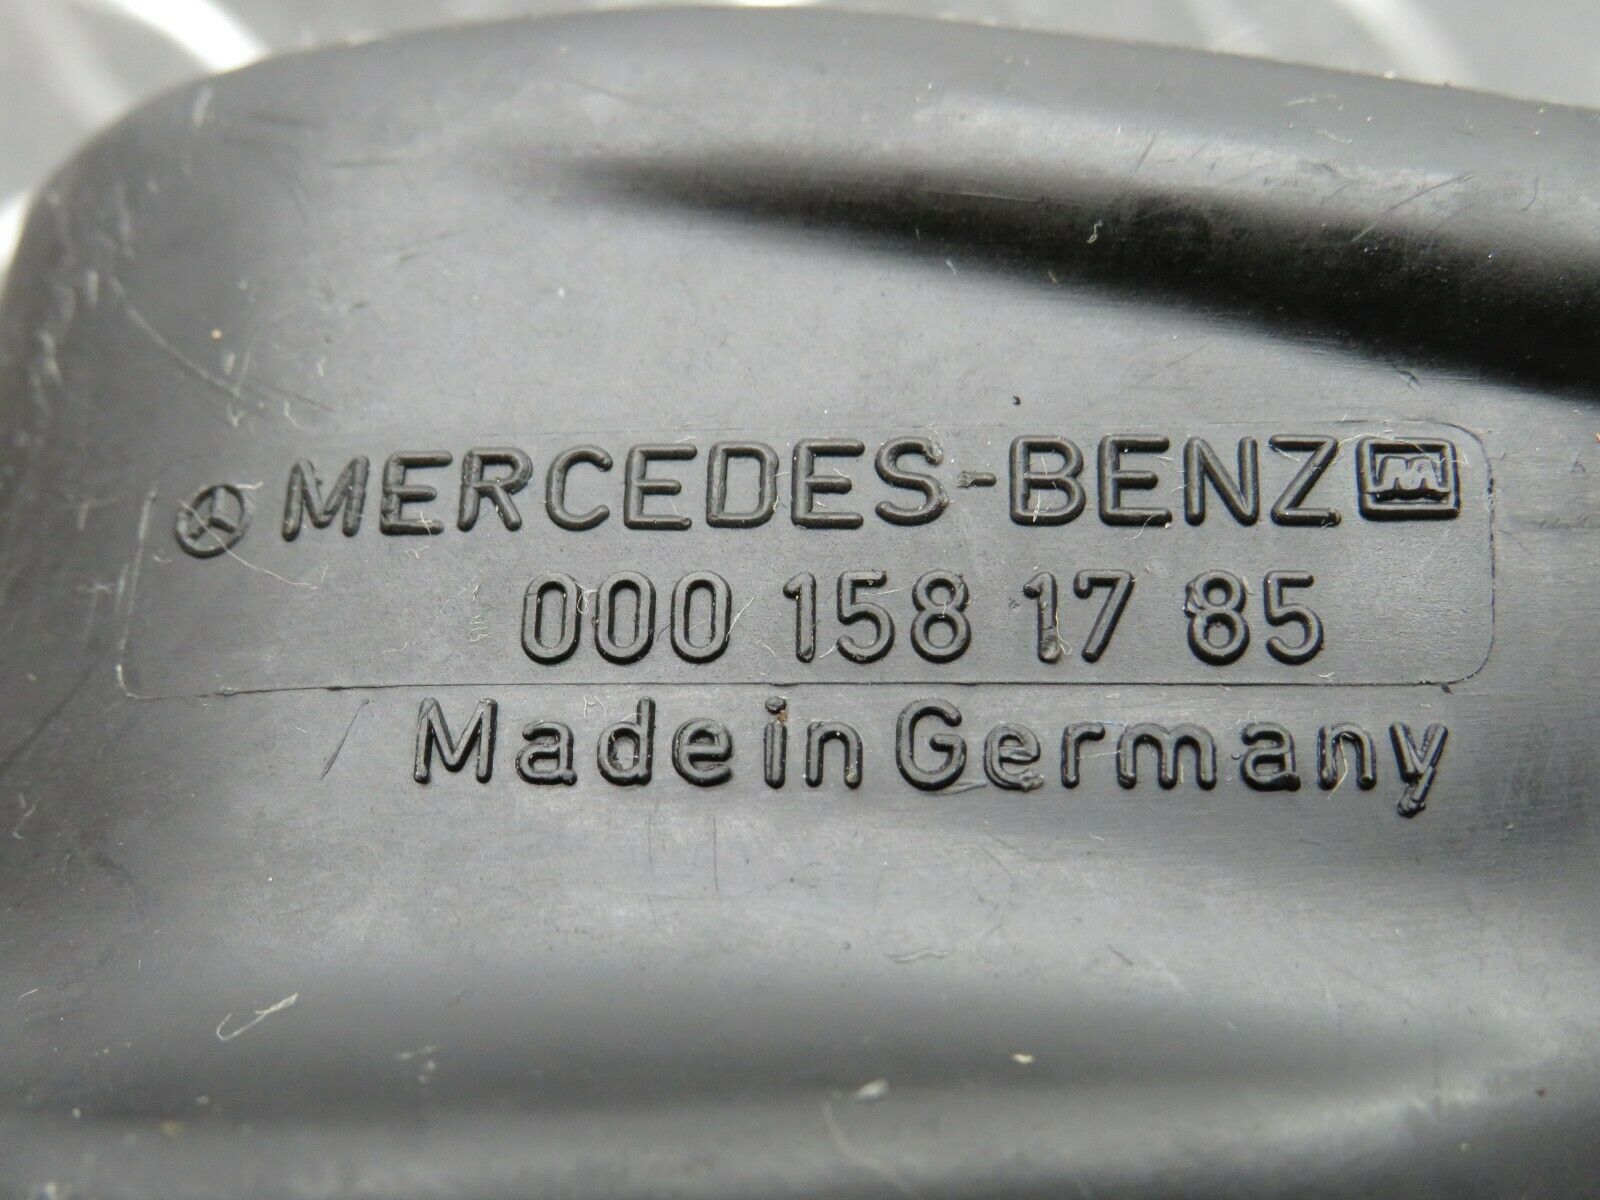 MERCEDES-BENZ M
000 158 17 85
Made in Germany